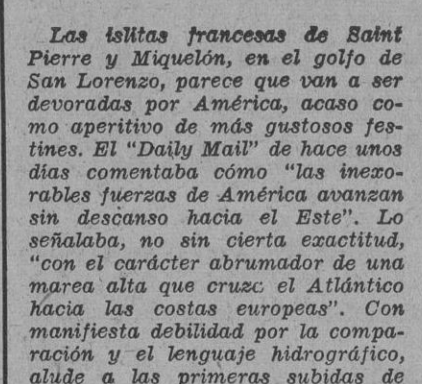 Las islitas francesas de Saint
Pierre y Miquelón, en el golfo de
San Lorenzo, parece que van a ser
devoradas por América, acaso co-
mo aperitivo de más gustosos fes-
tines. El “Daily Mail” de hace unos
días comentaba cómo “las inexo-
rables fuerzas de América avanzan
sin descanso hacia el Este”. Lo
señalaba, no sin cierta exactitud,
“con el carácter abrumador de una
marea alta que cruzc el Atlántico
hacia las costas europeas”. Con
manifiesta debilidad por la compa-
ración y el lenguaje hidrográfico,
alude a las primeras subidas de